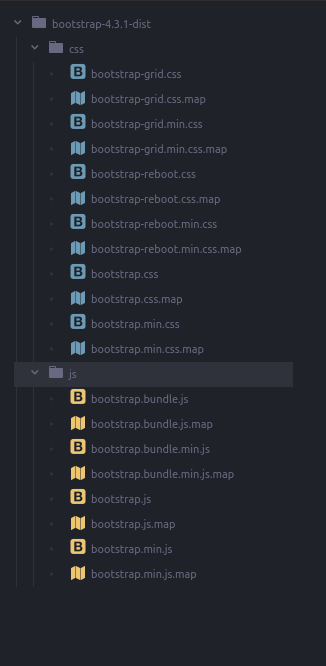 bootstrap-4.3.1-dist
css
B bootstrap-grid.css
bootstrap-grid.css.map
B bootstrap-grid.min.css
bootstrap-grid.min.css.map
B bootstrap-reboot.css
bootstrap-reboot.css.map
B bootstrap-reboot.min.css
bootstrap-reboot.min.css.map
B bootstrap.css
bootstrap.css.map
B bootstrap.min.css
bootstrap.min.css.map
js
B bootstrap.bundle.js
bootstrap.bundle.js.map
B bootstrap.bundle.min.js
bootstrap.bundle.min.js.map
B bootstrap.js
bootstrap.js.map
B bootstrap.min.js
bootstrap.min.js.map